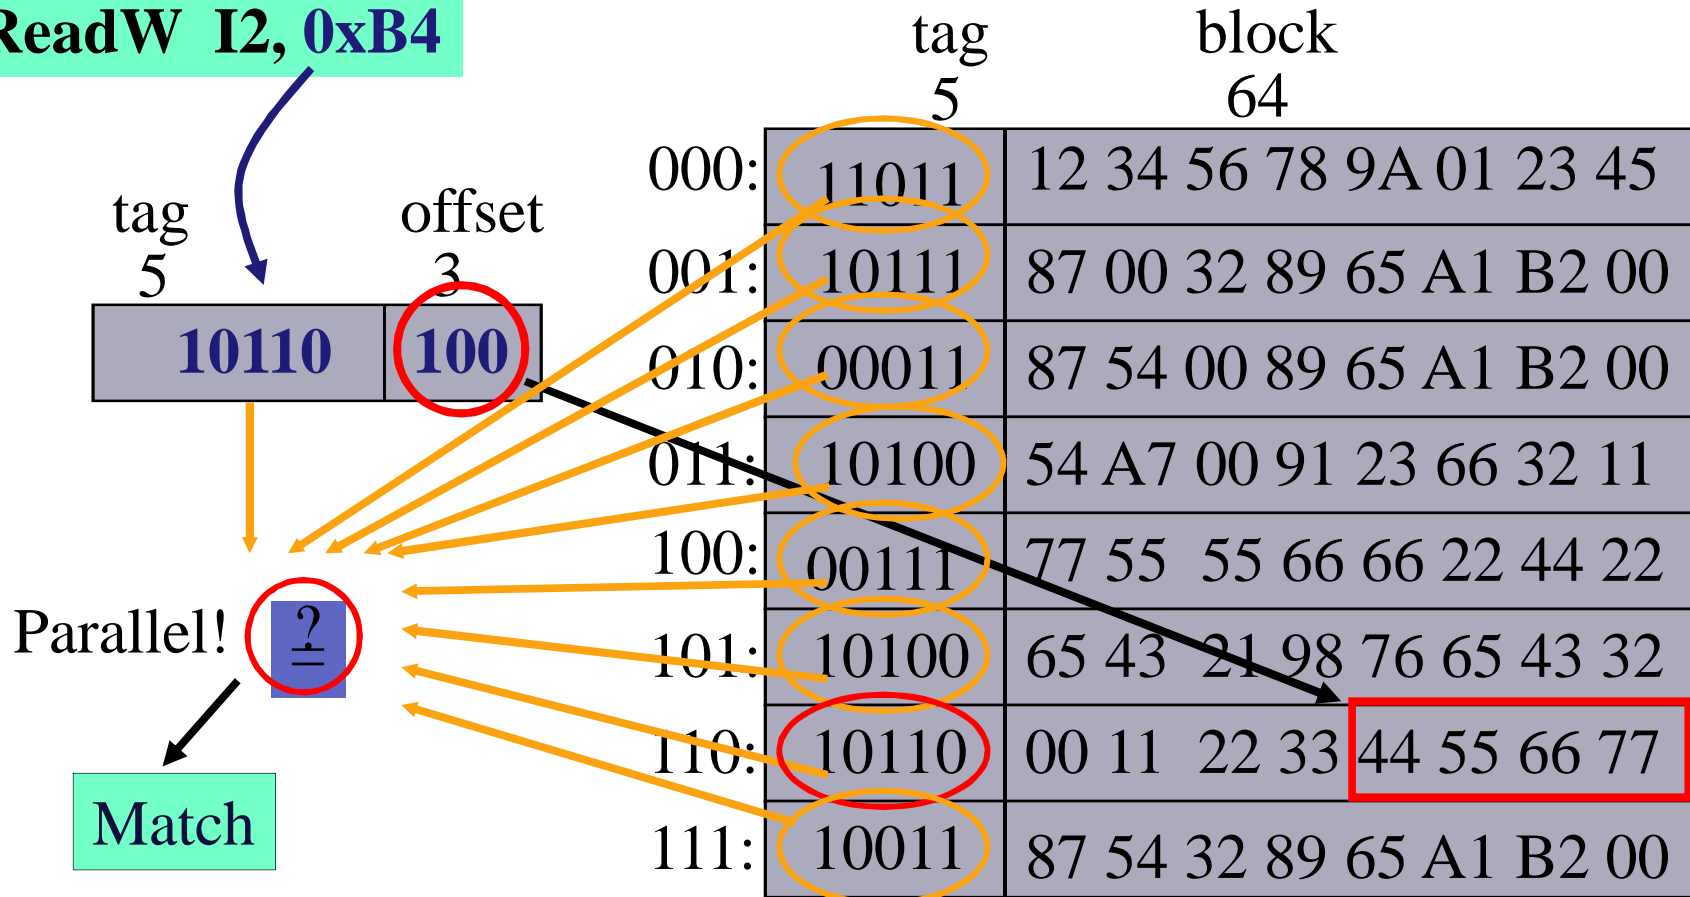 ReadW I2, 0xB4
tag block
5 64
tag offset
5 3
10110 100
000: 11011 12 34 56 78 9A 01 23 45
001: 10111 87 00 32 89 65 A1 B2 00
010: 00011 87 54 00 89 65 A1 B2 00
011: 10100 54 A7 00 91 23 66 32 11
100: 00111 77 55 55 66 66 22 44 22
101: 10100 65 43 21 98 76 65 43 32
110: 10110 00 11 22 33 44 55 66 77
111: 10011 87 54 32 89 65 A1 B2 00
Parallel! ?
=
Match